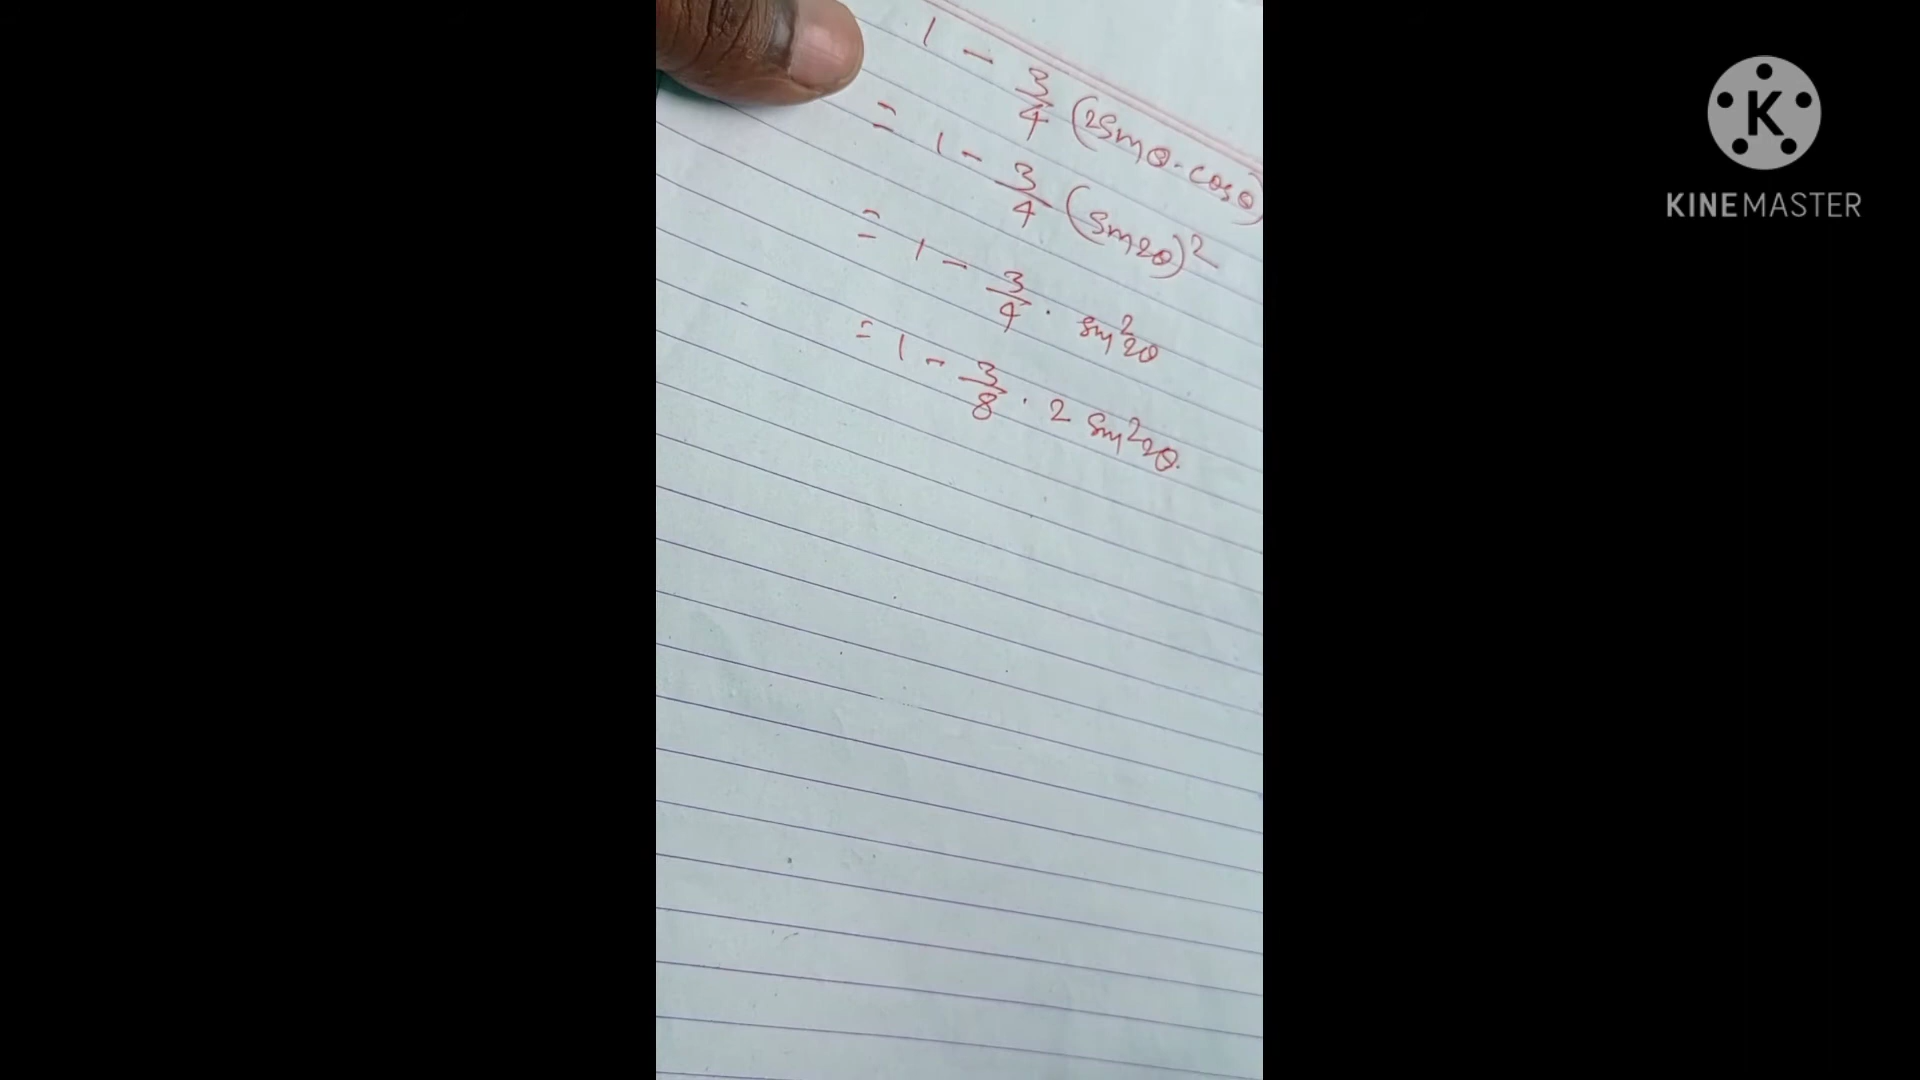 1 - 3/4 (2sinθ.cosθ)
= 1 - 3/4 (sin2θ)²
= 1 - 3/4 . sin²2θ
= 1 - 3/8 . 2 sin²2θ.
K
KINEMASTER